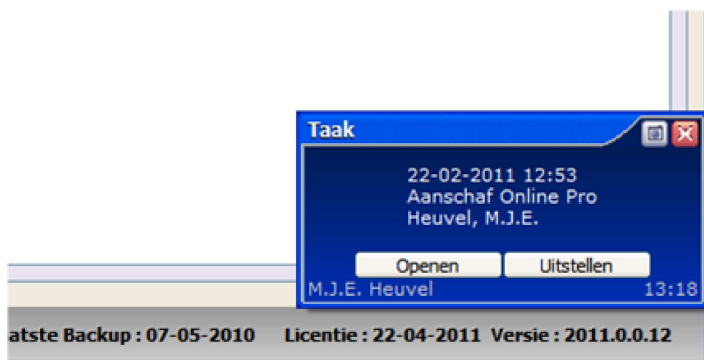 Taak
22-02-2011 12:53
Aanschaf Online Pro
Heuvel, M.J.E.
Openen Uitstellen
M.J.E. Heuvel 13:18
atste Backup : 07-05-2010 Licentie : 22-04-2011 Versie : 2011.0.0.12